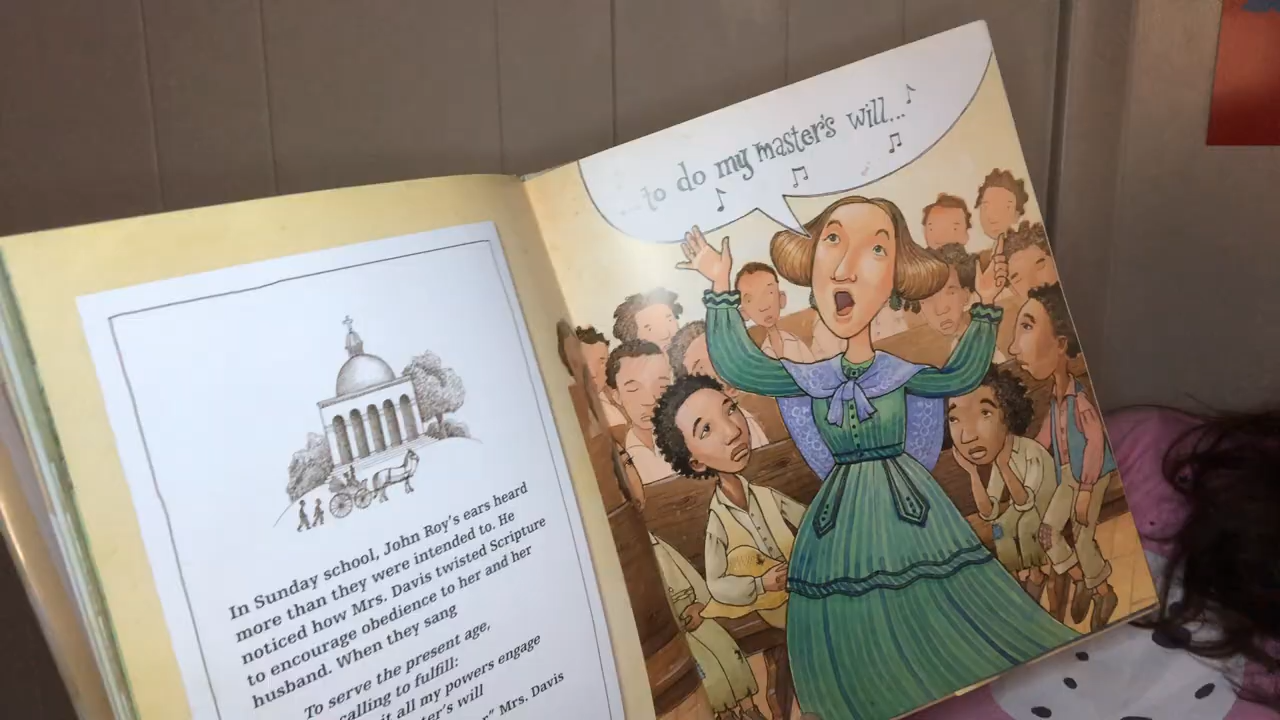 In Sunday school, John Roy's ears heard
more than they were intended to. He
noticed how Mrs. Davis twisted Scripture
to encourage obedience to her and her
husband. When they sang
To serve the present age,
calling to fulfill:
it all my powers engage
ter's will
" Mrs. Davis
...to do my master's will...